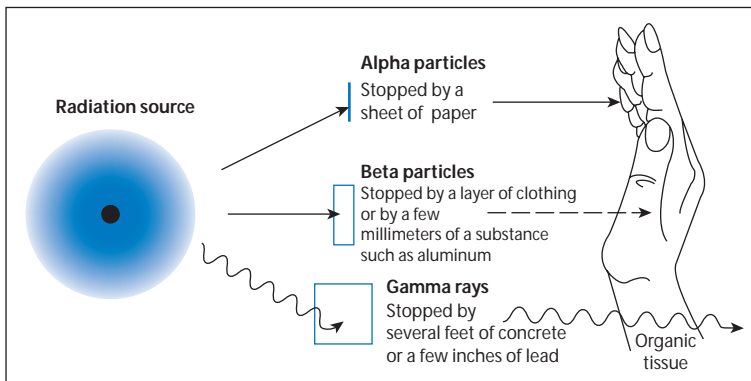 Radiation source
Alpha particles
Stopped by a
sheet of paper
Beta particles
Stopped by a layer of clothing
or by a few
millimeters of a substance
such as aluminum
Gamma rays
Stopped by
several feet of concrete
or a few inches of lead
Organic
tissue